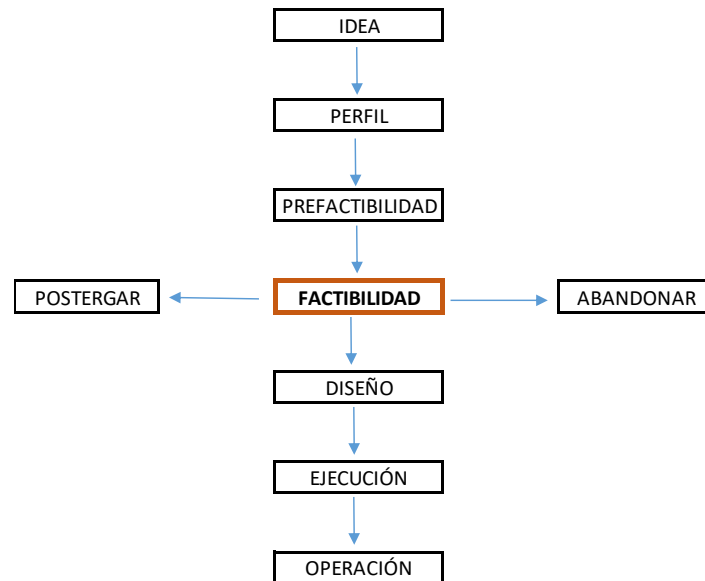 IDEA
PERFIL
PREFACTIBILIDAD
POSTERGAR
FACTIBILIDAD
ABANDONAR
DISEÑO
EJECUCIÓN
OPERACIÓN